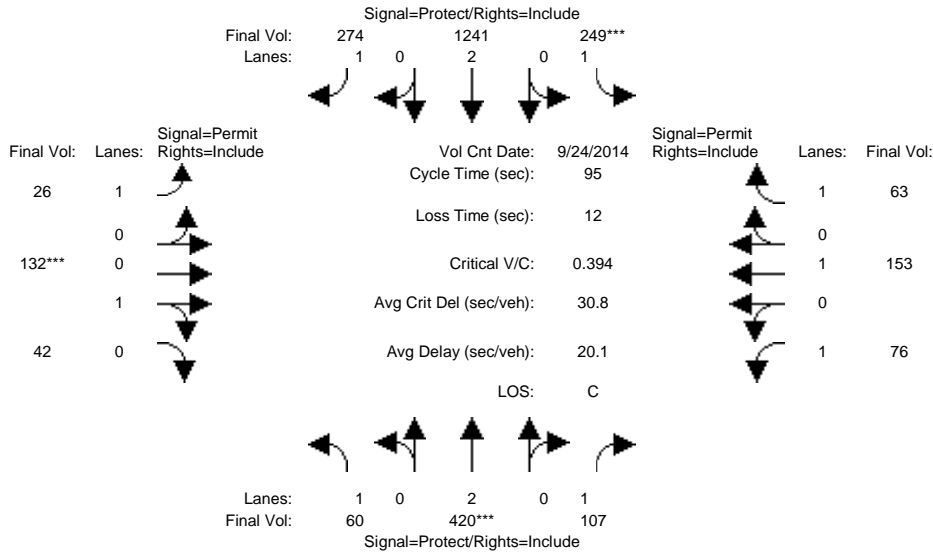 Signal=Protect/Rights=Include
Final Vol: 274 1241 249***
Lanes: 1 0 2 0 1
Signal=Permit Signal=Permit
Final Vol: Lanes: Rights=Include Vol Cnt Date: 9/24/2014 Rights=Include Lanes: Final Vol:
Cycle Time (sec): 95
26 1 1 63
Loss Time (sec): 12
0 0
132*** 0 Critical V/C: 0.394 1 153
1 Avg Crit Del (sec/veh): 30.8 0
42 0 Avg Delay (sec/veh): 20.1 1 76
LOS: C
Lanes: 1 0 2 0 1
Final Vol: 60 420*** 107
Signal=Protect/Rights=Include